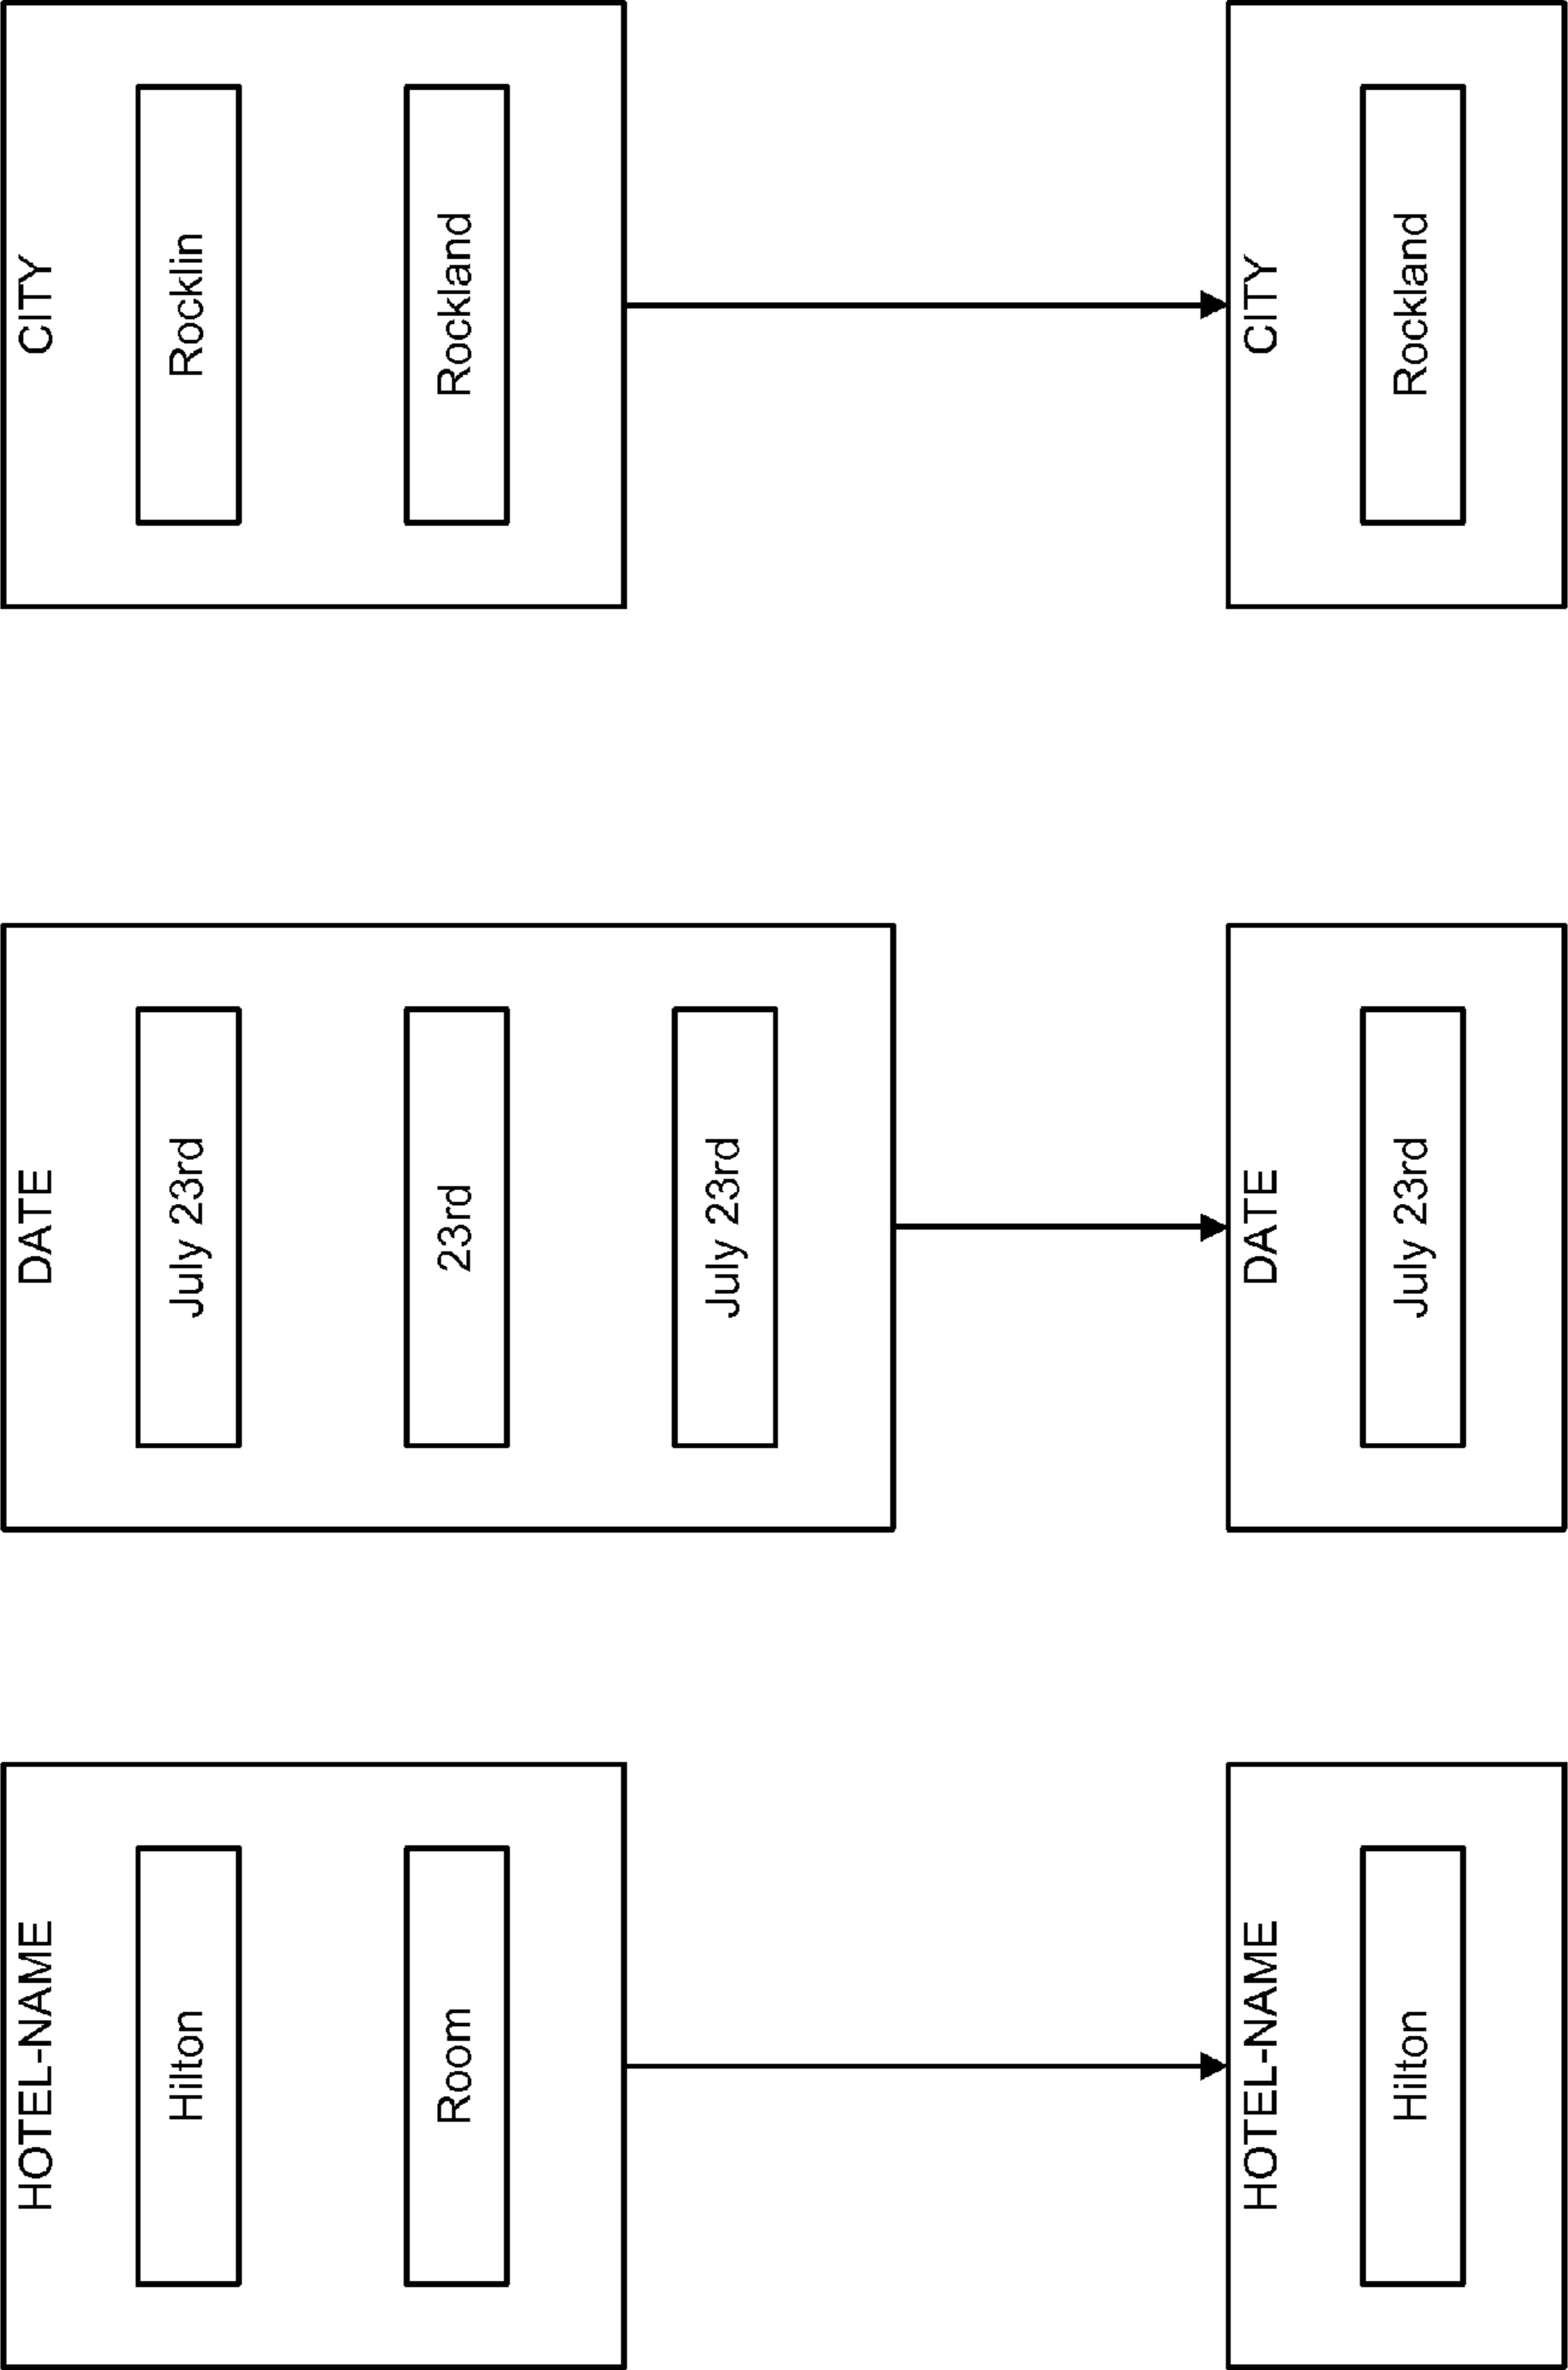 HOTEL-NAME
Hilton
Room
DATE
July 23rd
23rd
July 23rd
CITY
Rocklin
Rockland
HOTEL-NAME
Hilton
DATE
July 23rd
CITY
Rockland